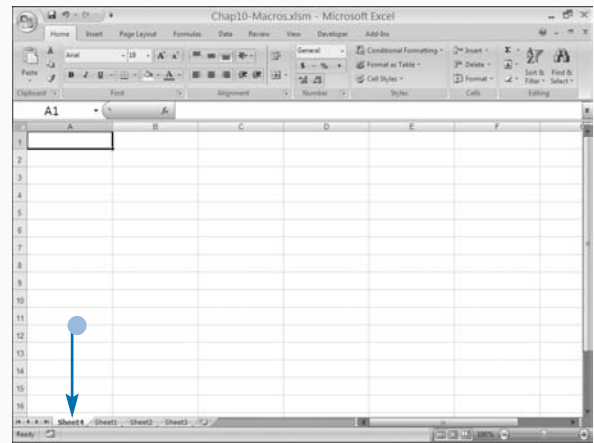 Chap10-Macros.xlsm - Microsoft Excel
Home Insert Page Layout Formulas Data Review View Developer Add-Ins
Paste
Arial 18 A A
B I U A
General
$ % ,
Conditional Formatting
Format as Table
Cell Styles
Insert
Delete
Format
Σ
Sort & Filter
Find & Select
Clipboard Font Alignment Number Styles Cells Editing
A1 fx
A B C D E F
1
2
3
4
5
6
7
8
9
10
11
12
13
14
15
16
Sheet4 Sheet1 Sheet2 Sheet3
Ready 100%